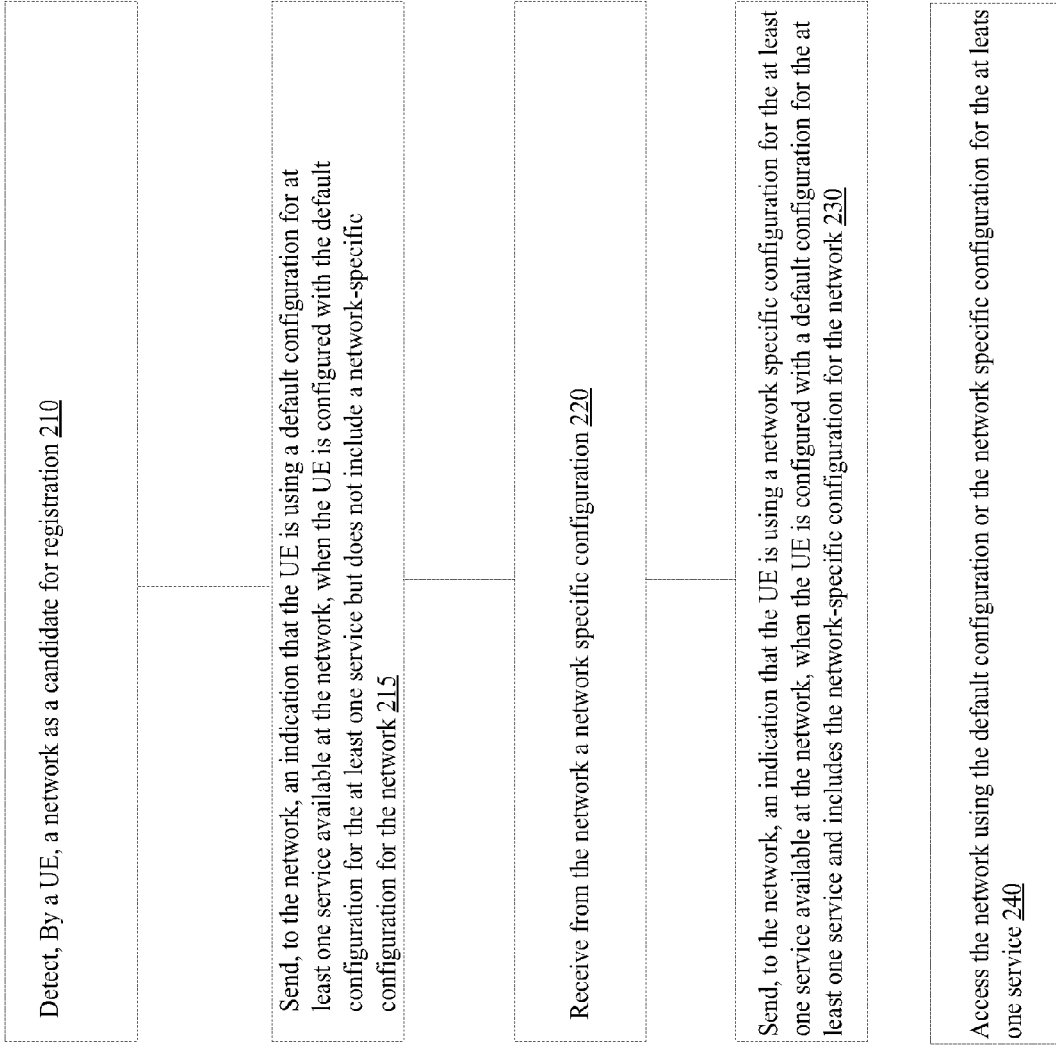 Detect, By a UE, a network as a candidate for registration 210
Send, to the network, an indication that the UE is using a default configuration for at
least one service available at the network, when the UE is configured with the default
configuration for the at least one service but does not include a network-specific
configuration for the network 215
Receive from the network a network specific configuration 220
Send, to the network, an indication that the UE is using a network specific configuration for the at least
one service available at the network, when the UE is configured with a default configuration for the at
least one service and includes the network-specific configuration for the network 230
Access the network using the default configuration or the network specific configuration for the at leats
one service 240